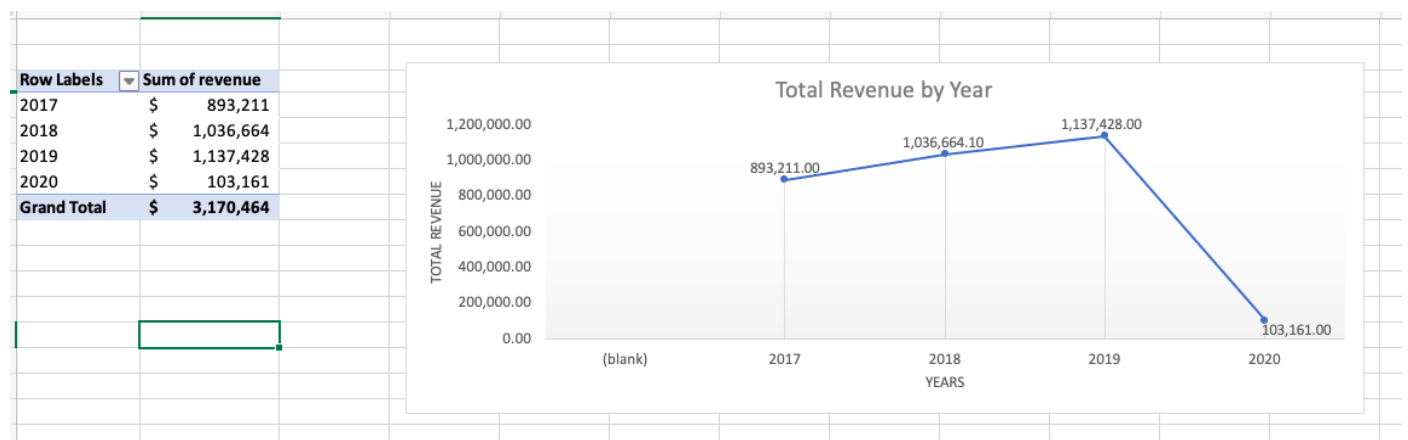 Row Labels Sum of revenue
2017 $ 893,211
2018 $ 1,036,664
2019 $ 1,137,428
2020 $ 103,161
Grand Total $ 3,170,464
Total Revenue by Year
TOTAL REVENUE
1,200,000.00
1,000,000.00
800,000.00
600,000.00
400,000.00
200,000.00
0.00
893,211.00
1,036,664.10
1,137,428.00
103,161.00
(blank) 2017 2018 2019 2020
YEARS